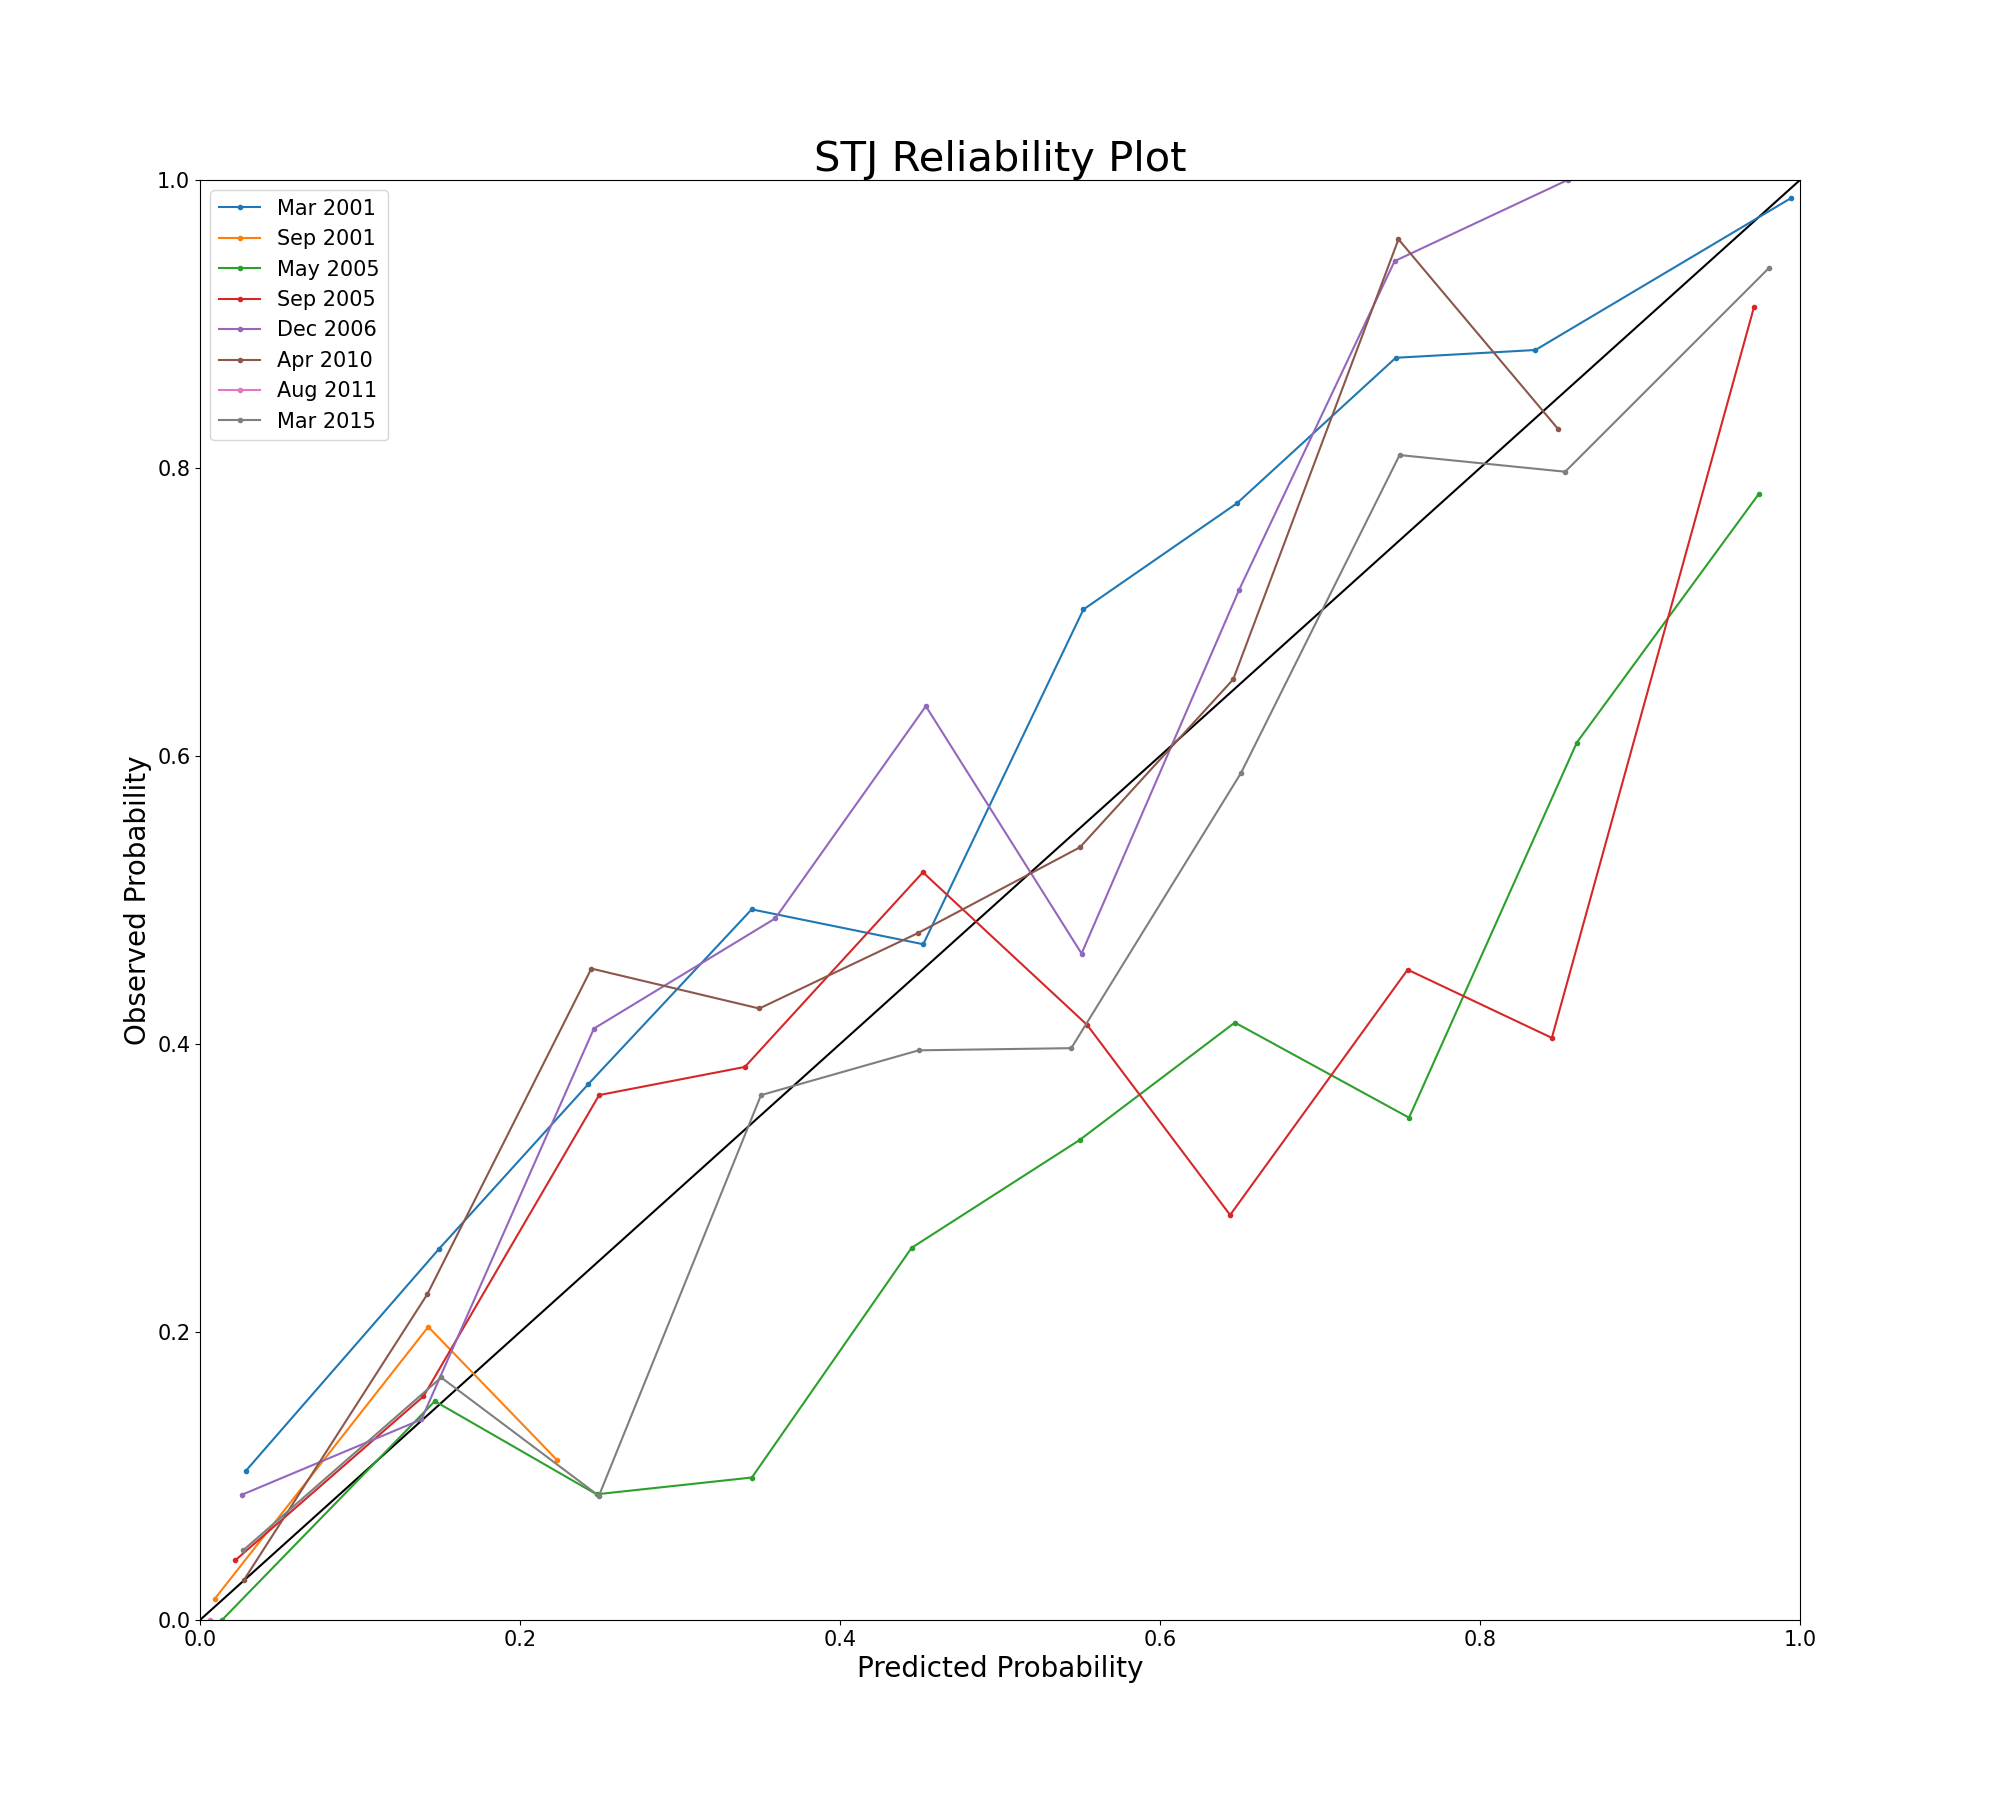 STJ Reliability Plot
1.0
Mar 2001
Sep 2001
May 2005
Sep 2005
Dec 2006
Apr 2010
Aug 2011
Mar 2015
0.8
0.6
0.4
0.2
0.0
Observed Probability
0.0 0.2 0.4 0.6 0.8 1.0
Predicted Probability